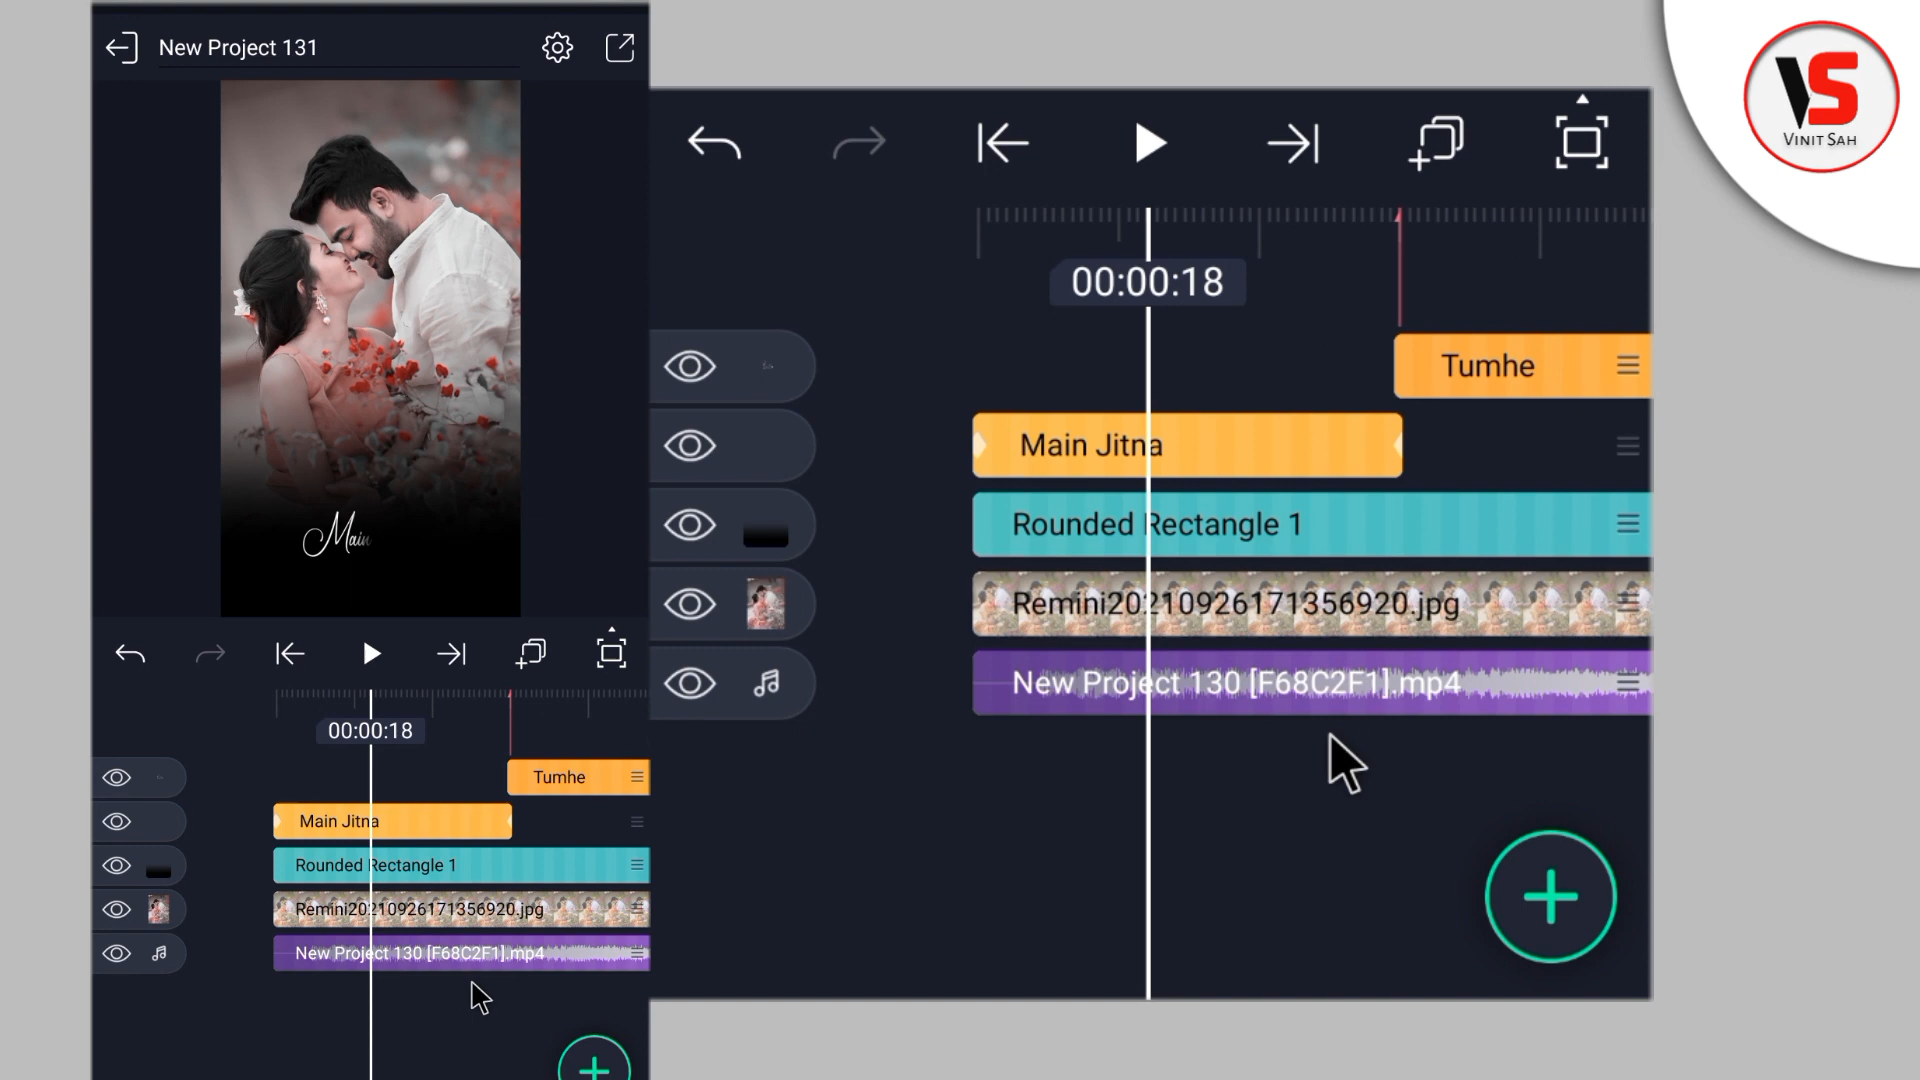 New Project 131
Main
00:00:18
Tumhe
Main Jitna
Rounded Rectangle 1
Remini20210926171356920.jpg
New Project 130 [F68C2F1].mp4
00:00:18
Tumhe
Main Jitna
Rounded Rectangle 1
Remini20210926171356920.jpg
New Project 130 [F68C2F1].mp4
VS
VINIT SAH